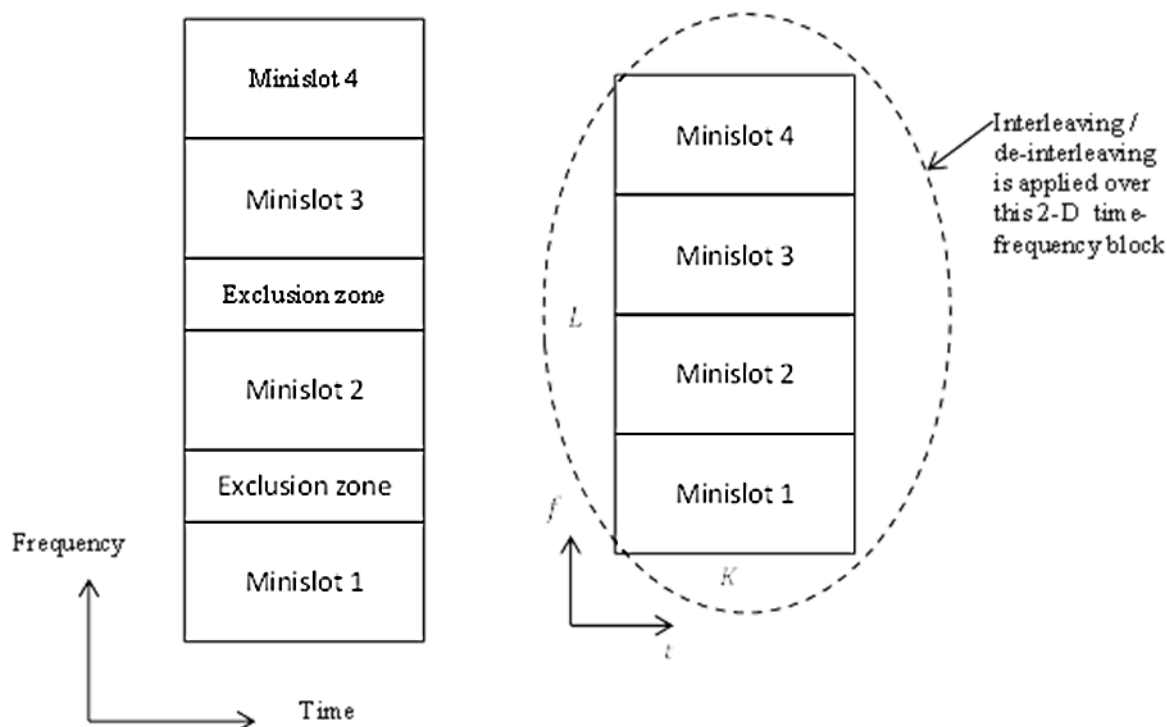 Minislot 4
Minislot 3
Exclusion zone
Minislot 2
Exclusion zone
Minislot 1
Frequency
Time
Minislot 4
Minislot 3
Minislot 2
Minislot 1
L
K
f
t
Interleaving /
de-interleaving
is applied over
this 2-D time-
frequency block